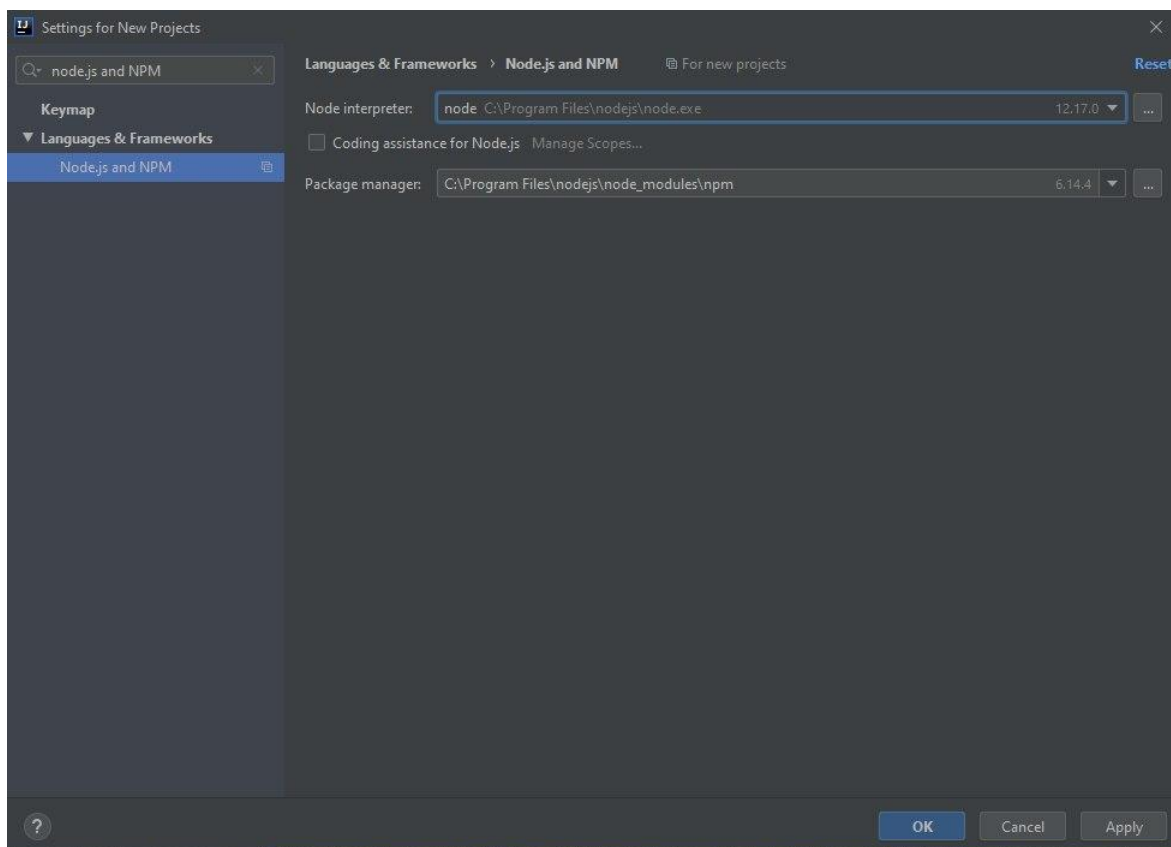 IJ Settings for New Projects
node.js and NPM
Keymap
Languages & Frameworks
Node.js and NPM
Languages & Frameworks › Node.js and NPM For new projects Reset
Node interpreter: node C:\Program Files\nodejs\node.exe 12.17.0 ...
Coding assistance for Node.js Manage Scopes...
Package manager: C:\Program Files\nodejs\node_modules\npm 6.14.4 ...
? OK Cancel Apply